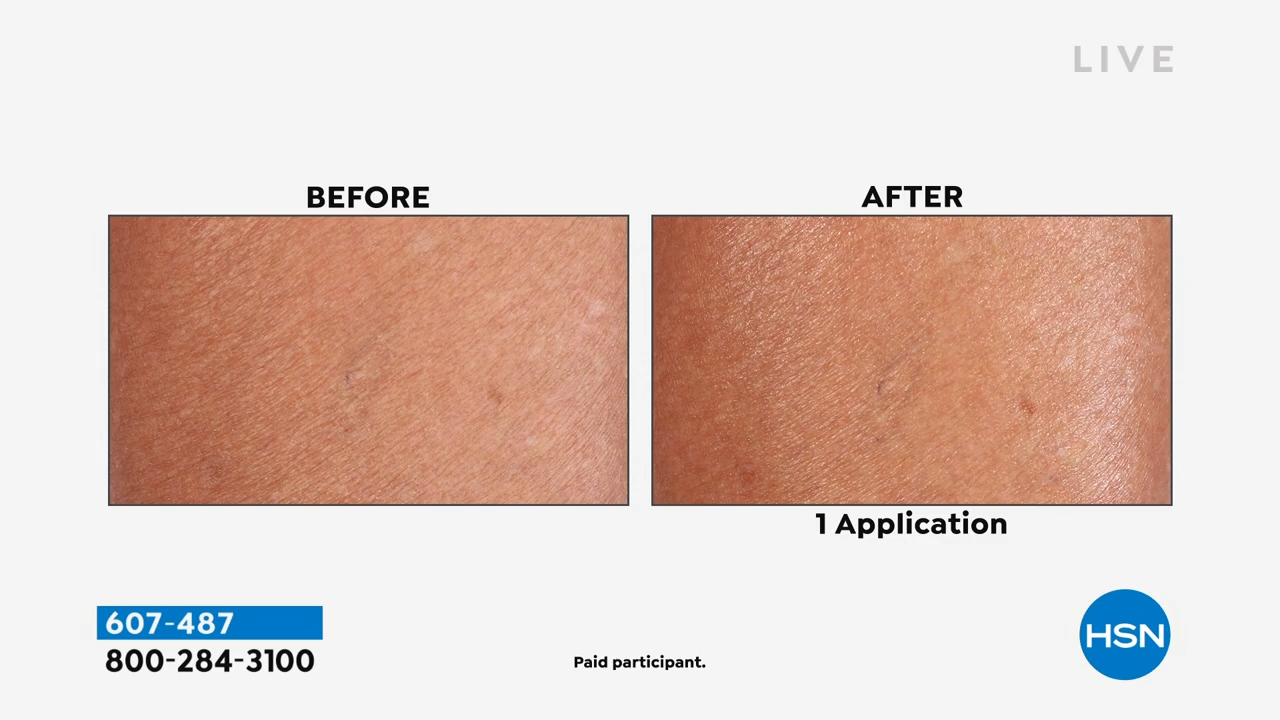 LIVE
BEFORE
AFTER
1 Application
607-487
800-284-3100
Paid participant.
HSN